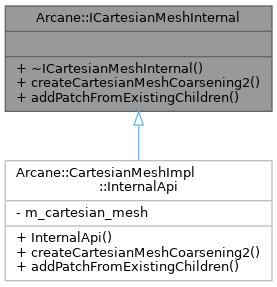 Arcane::ICartesianMeshInternal
+ ~ICartesianMeshInternal()
+ createCartesianMeshCoarsening2()
+ addPatchFromExistingChildren()
Arcane::CartesianMeshImpl
::InternalApi
- m_cartesian_mesh
+ InternalApi()
+ createCartesianMeshCoarsening2()
+ addPatchFromExistingChildren()